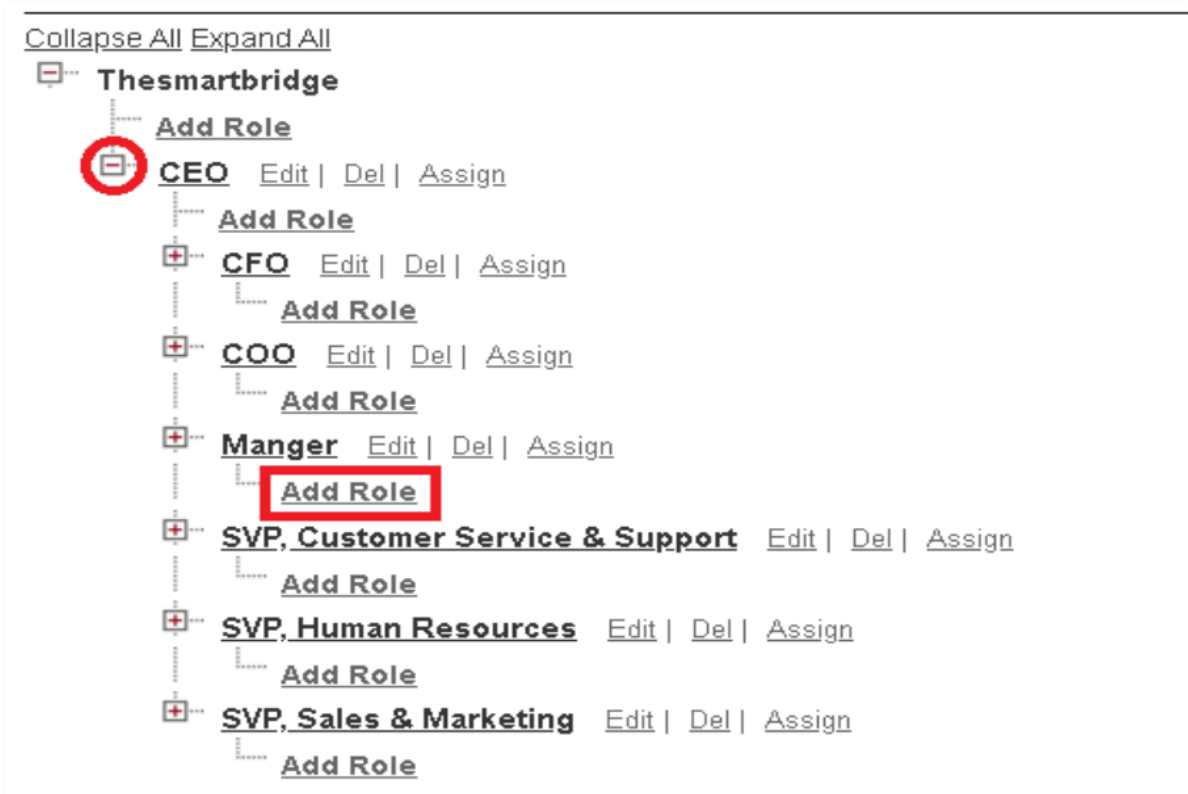 Collapse All Expand All
Thesmartbridge
Add Role
CEO Edit | Del | Assign
Add Role
CFO Edit | Del | Assign
Add Role
COO Edit | Del | Assign
Add Role
Manger Edit | Del | Assign
Add Role
SVP, Customer Service & Support Edit | Del | Assign
Add Role
SVP, Human Resources Edit | Del | Assign
Add Role
SVP, Sales & Marketing Edit | Del | Assign
Add Role